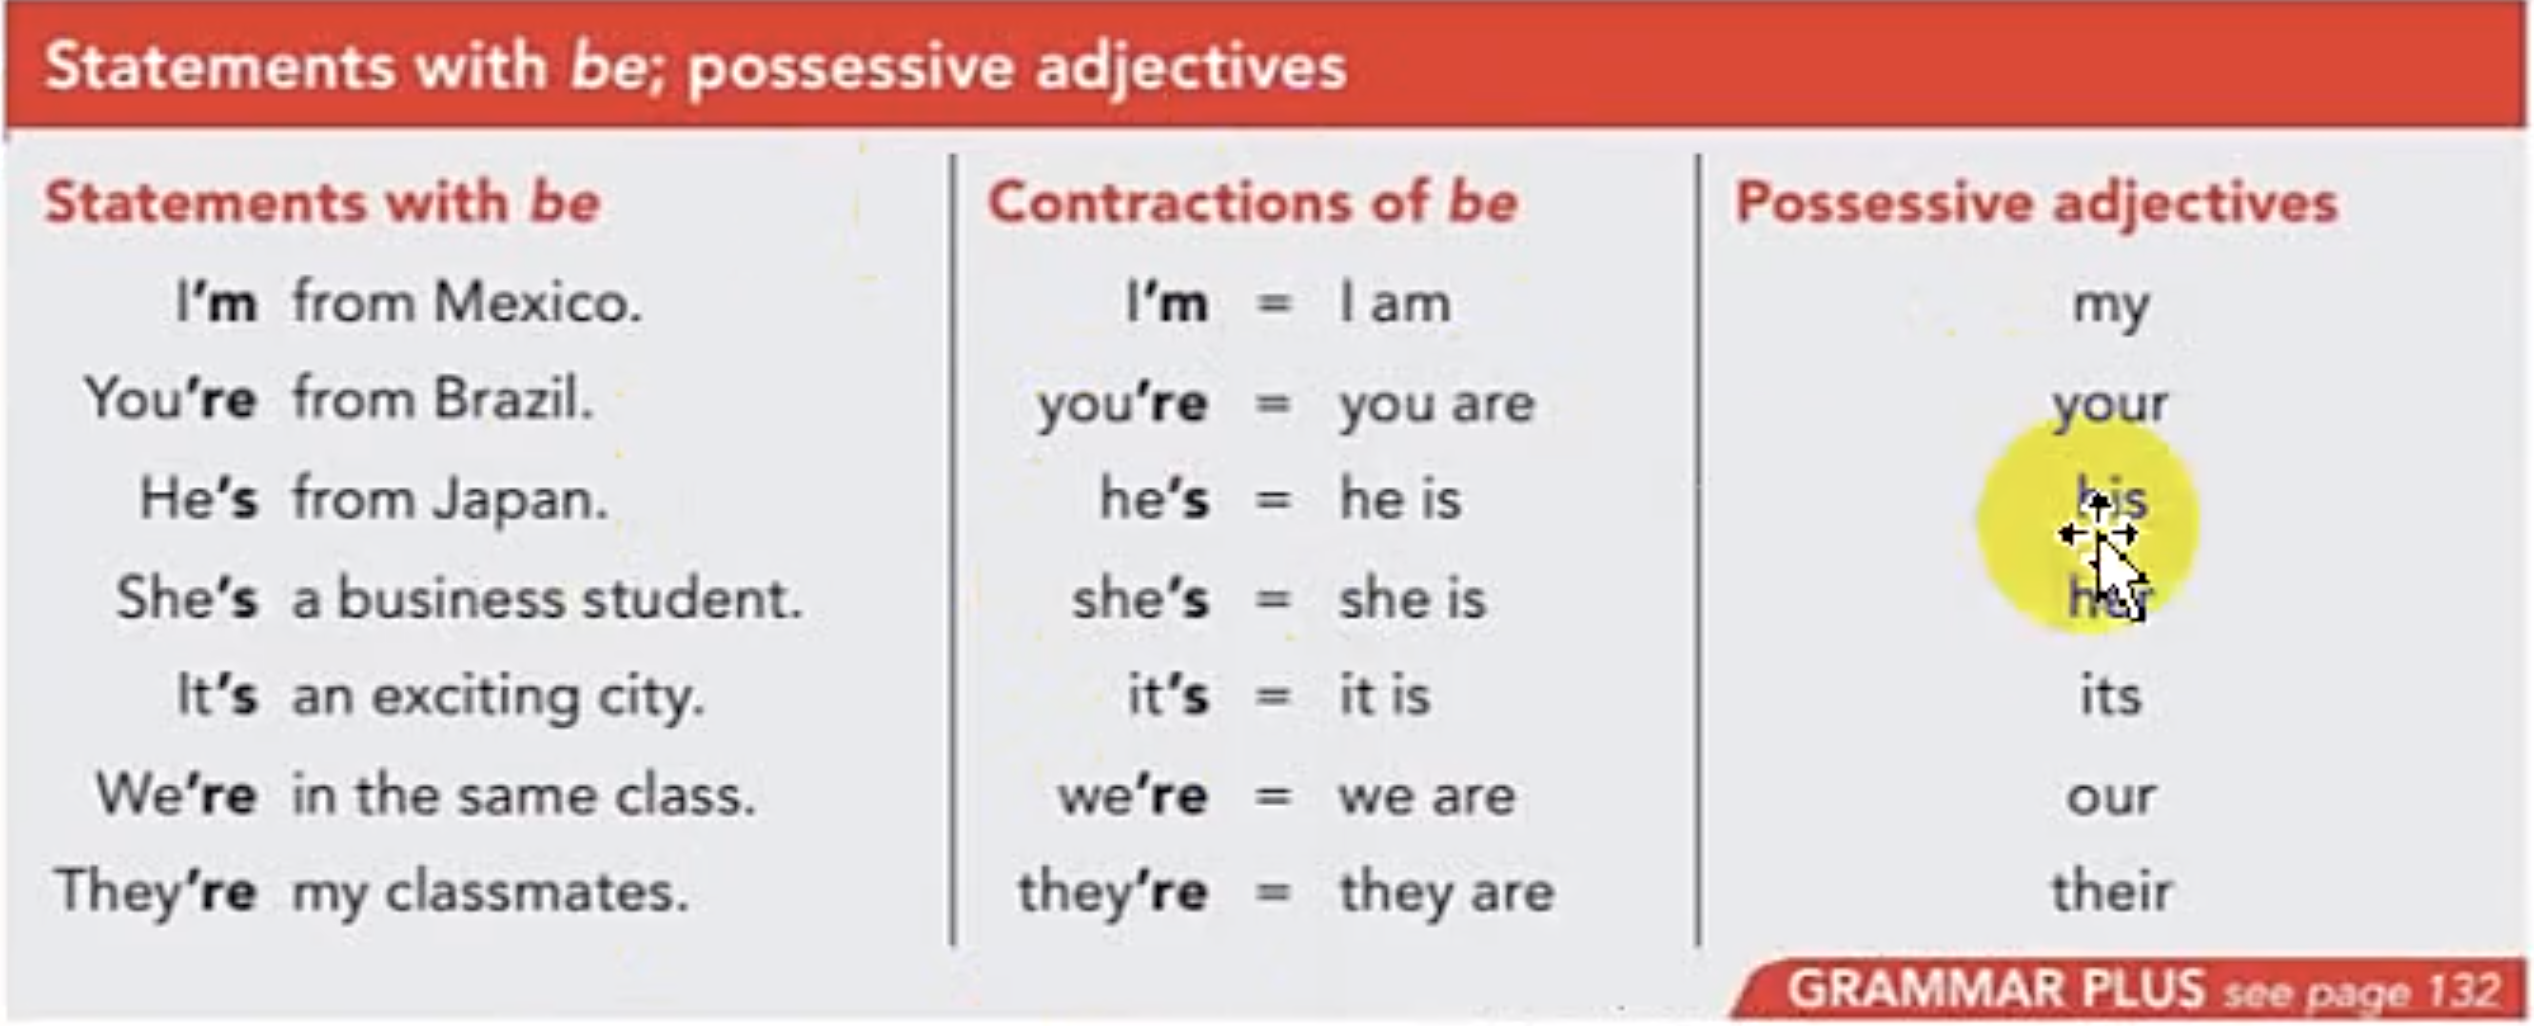 Statements with be; possessive adjectives
Statements with be
I'm from Mexico.
You're from Brazil.
He's from Japan.
She's a business student.
It's an exciting city.
We're in the same class.
They're my classmates.
Contractions of be
I'm = I am
you're = you are
he's = he is
she's = she is
it's = it is
we're = we are
they're = they are
Possessive adjectives
my
your
his
her
its
our
their
GRAMMAR PLUS see page 132